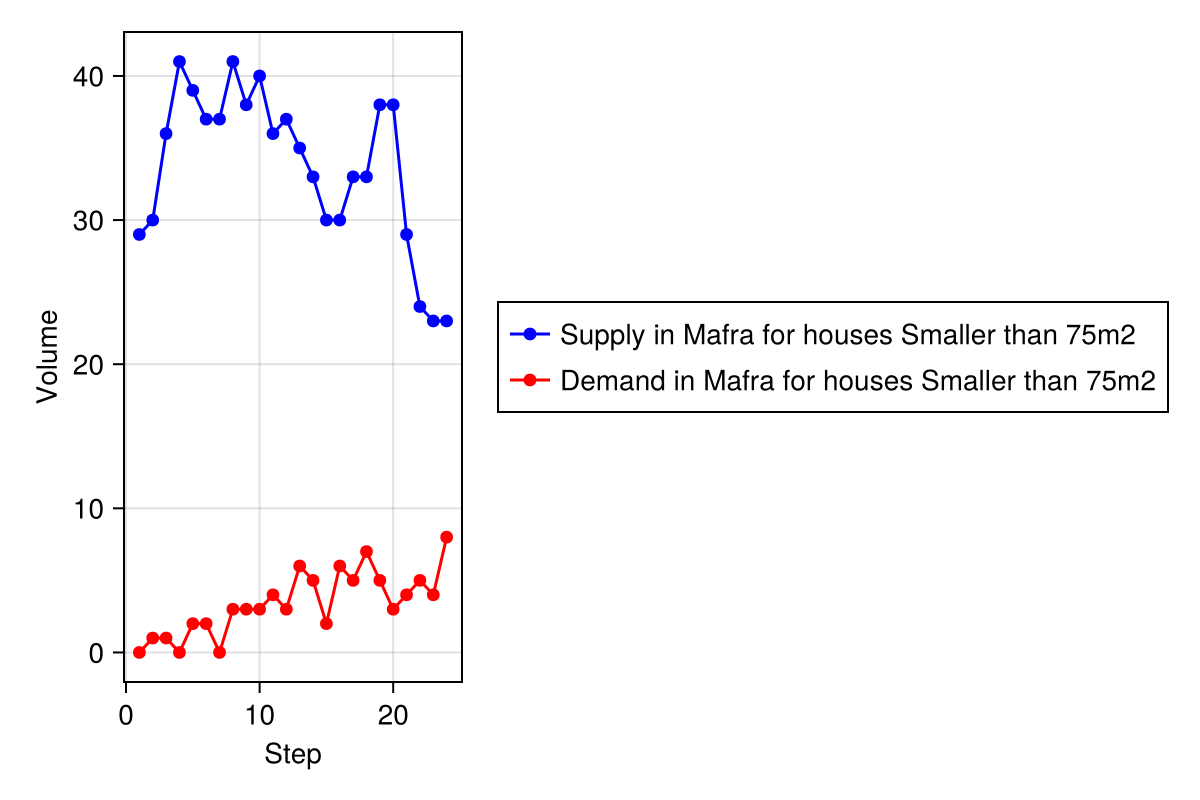 Volume
40
30
20
10
0
0 10 20
Step
Supply in Mafra for houses Smaller than 75m2
Demand in Mafra for houses Smaller than 75m2